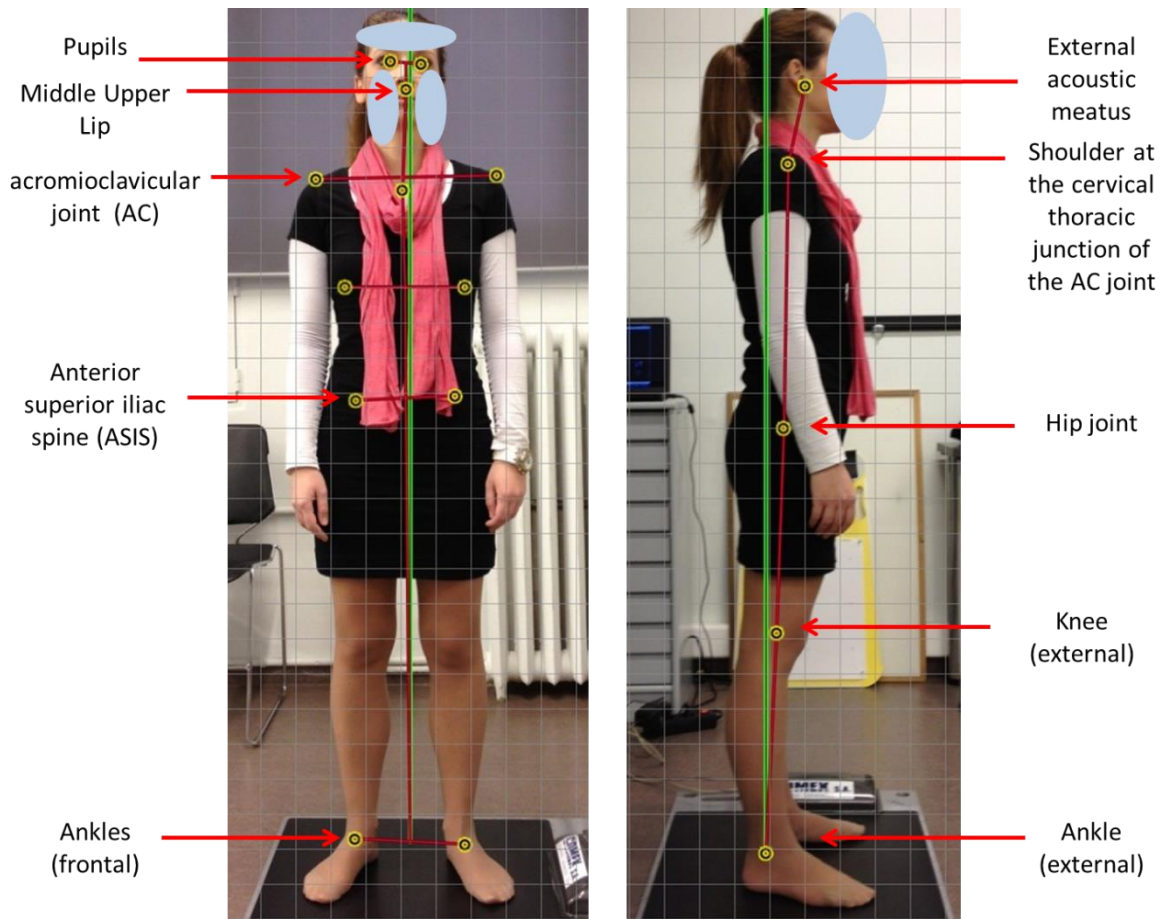 Pupils
Middle Upper
Lip
acromioclavicular
joint (AC)
Anterior
superior iliac
spine (ASIS)
Ankles
(frontal)
External
acoustic
meatus
Shoulder at
the cervical
thoracic
junction of
the AC joint
Hip joint
Knee
(external)
Ankle
(external)